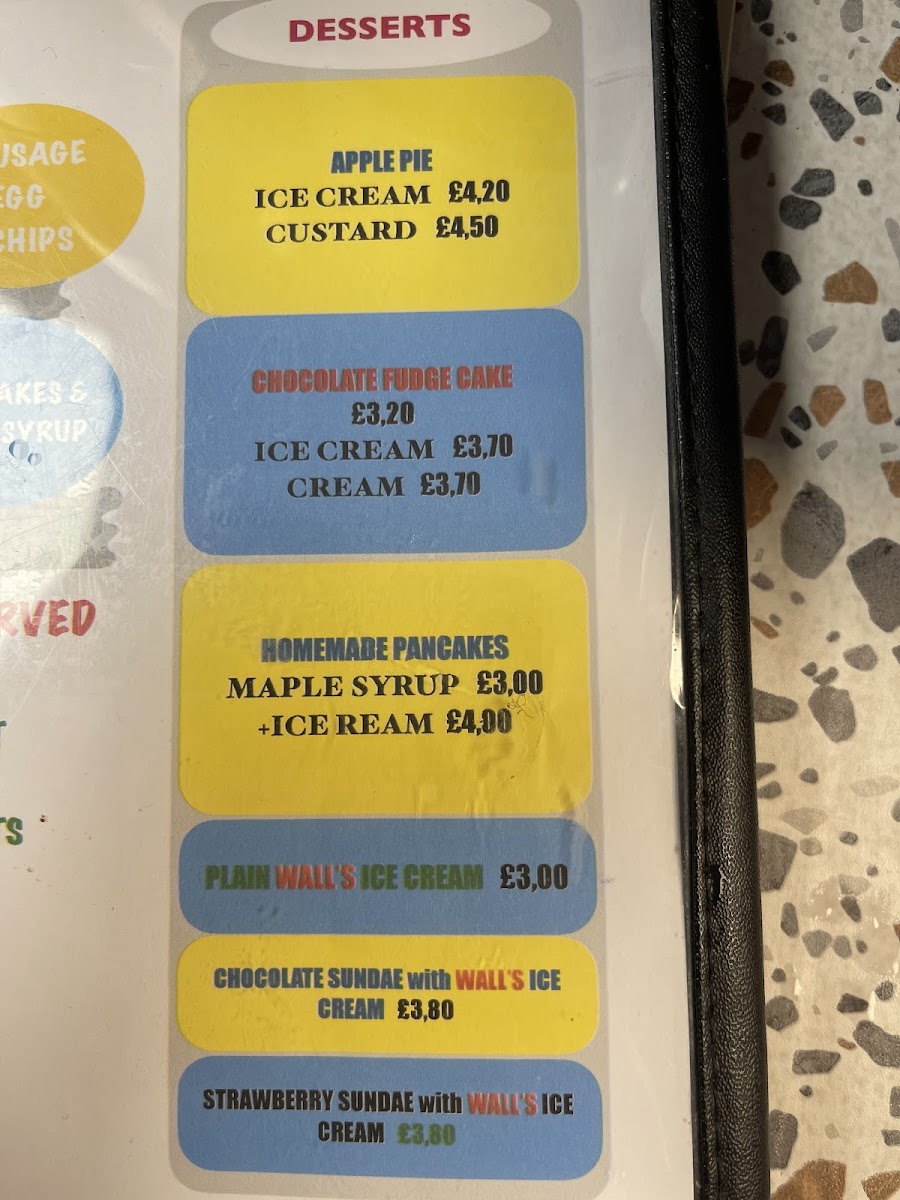 DESSERTS
USAGE
EGG
CHIPS
AKES &
SYRUP
RVED
T
TS
APPLE PIE
ICE CREAM £4,20
CUSTARD £4,50
CHOCOLATE FUDGE CAKE
£3,20
ICE CREAM £3,70
CREAM £3,70
HOMEMADE PANCAKES
MAPLE SYRUP £3,00
+ICE REAM £4,00
PLAIN WALL'S ICE CREAM £3,00
CHOCOLATE SUNDAE with WALL'S ICE
CREAM £3,80
STRAWBERRY SUNDAE with WALL'S ICE
CREAM £3,80